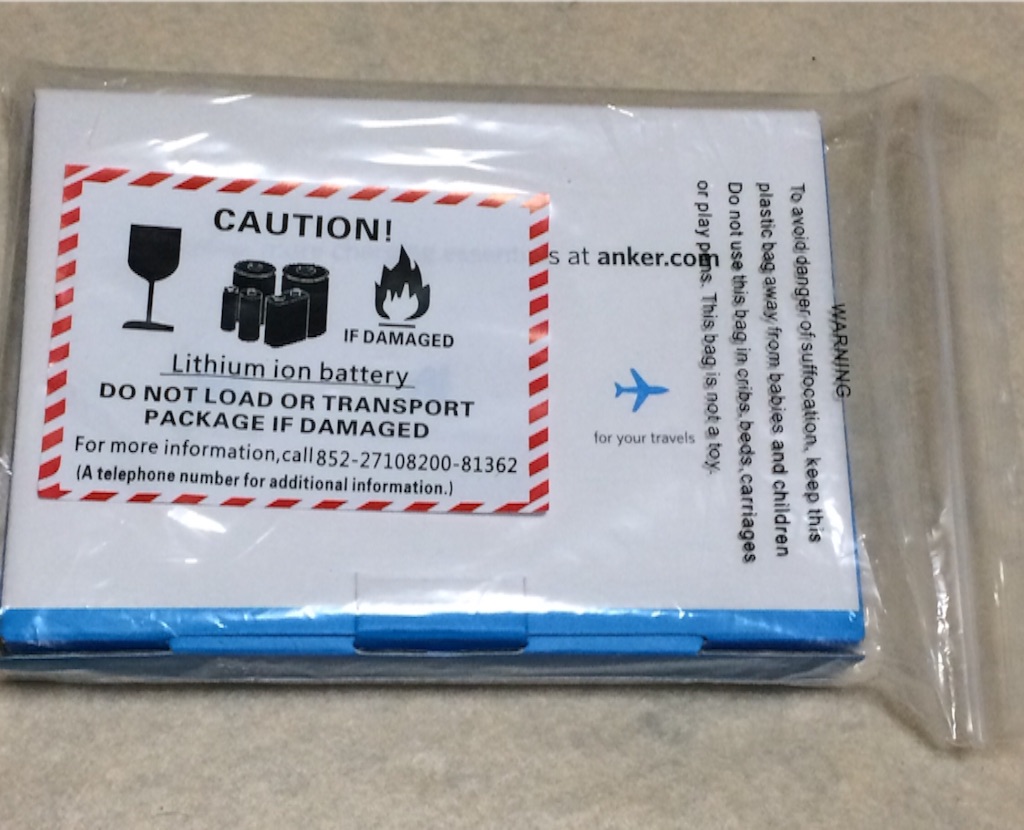 CAUTION!
IF DAMAGED
Lithium ion battery
DO NOT LOAD OR TRANSPORT
PACKAGE IF DAMAGED
For more information,call 852-27108200-81362
(A telephone number for additional information.)
s at anker.com
for your travels
WARNING
To avoid danger of suffocation, keep this
plastic bag away from babies and children
Do not use this bag in cribs, beds, carriages
or play pens. This bag is not a toy.